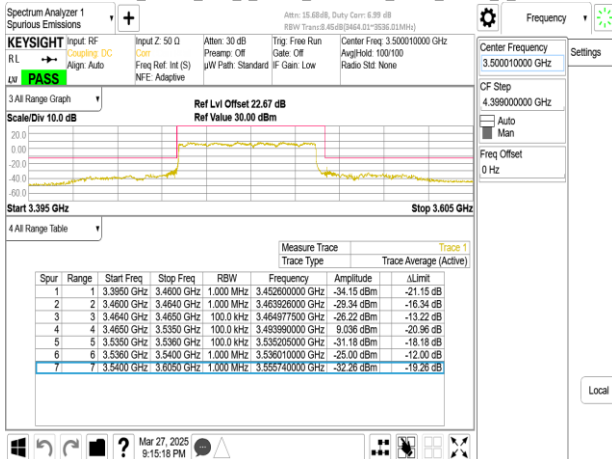 Spectrum Analyzer 1
Spurious Emissions
Attn: 15.68dB, Duty Corr: 6.99 dB
RBW Trans:8.45dB(3464.01~3536.01MHz)
Frequency
KEYSIGHT
Input: RF
Coupling: DC
Align: Auto
Input Z: 50 Ω
Corr
Freq Ref: Int (S)
NFE: Adaptive
Atten: 30 dB
Preamp: Off
µW Path: Standard
Trig: Free Run
Gate: Off
IF Gain: Low
Center Freq: 3.500010000 GHz
Avg|Hold: 100/100
Radio Std: None
RL
LXI PASS
Center Frequency
3.500010000 GHz
Settings
CF Step
4.399000000 GHz
Auto
Man
Freq Offset
0 Hz
3 All Range Graph
Scale/Div 10.0 dB
Ref Lvl Offset 22.67 dB
Ref Value 30.00 dBm
20.0
0.00
-20.0
-40.0
-60.0
Start 3.395 GHz
Stop 3.605 GHz
4 All Range Table
Measure Trace Trace 1
Trace Type Trace Average (Active)
Spur Range Start Freq Stop Freq RBW Frequency Amplitude ΔLimit
1 1 3.3950 GHz 3.4600 GHz 1.000 MHz 3.452600000 GHz -34.15 dBm -21.15 dB
2 2 3.4600 GHz 3.4640 GHz 1.000 MHz 3.463926000 GHz -29.34 dBm -16.34 dB
3 3 3.4640 GHz 3.4650 GHz 100.0 kHz 3.464977500 GHz -26.22 dBm -13.22 dB
4 4 3.4650 GHz 3.5350 GHz 100.0 kHz 3.493990000 GHz 9.036 dBm -20.96 dB
5 5 3.5350 GHz 3.5360 GHz 100.0 kHz 3.535205000 GHz -31.18 dBm -18.18 dB
6 6 3.5360 GHz 3.5400 GHz 1.000 MHz 3.536010000 GHz -25.00 dBm -12.00 dB
7 7 3.5400 GHz 3.6050 GHz 1.000 MHz 3.555740000 GHz -32.26 dBm -19.26 dB
Local
?
Mar 27, 2025
9:15:18 PM